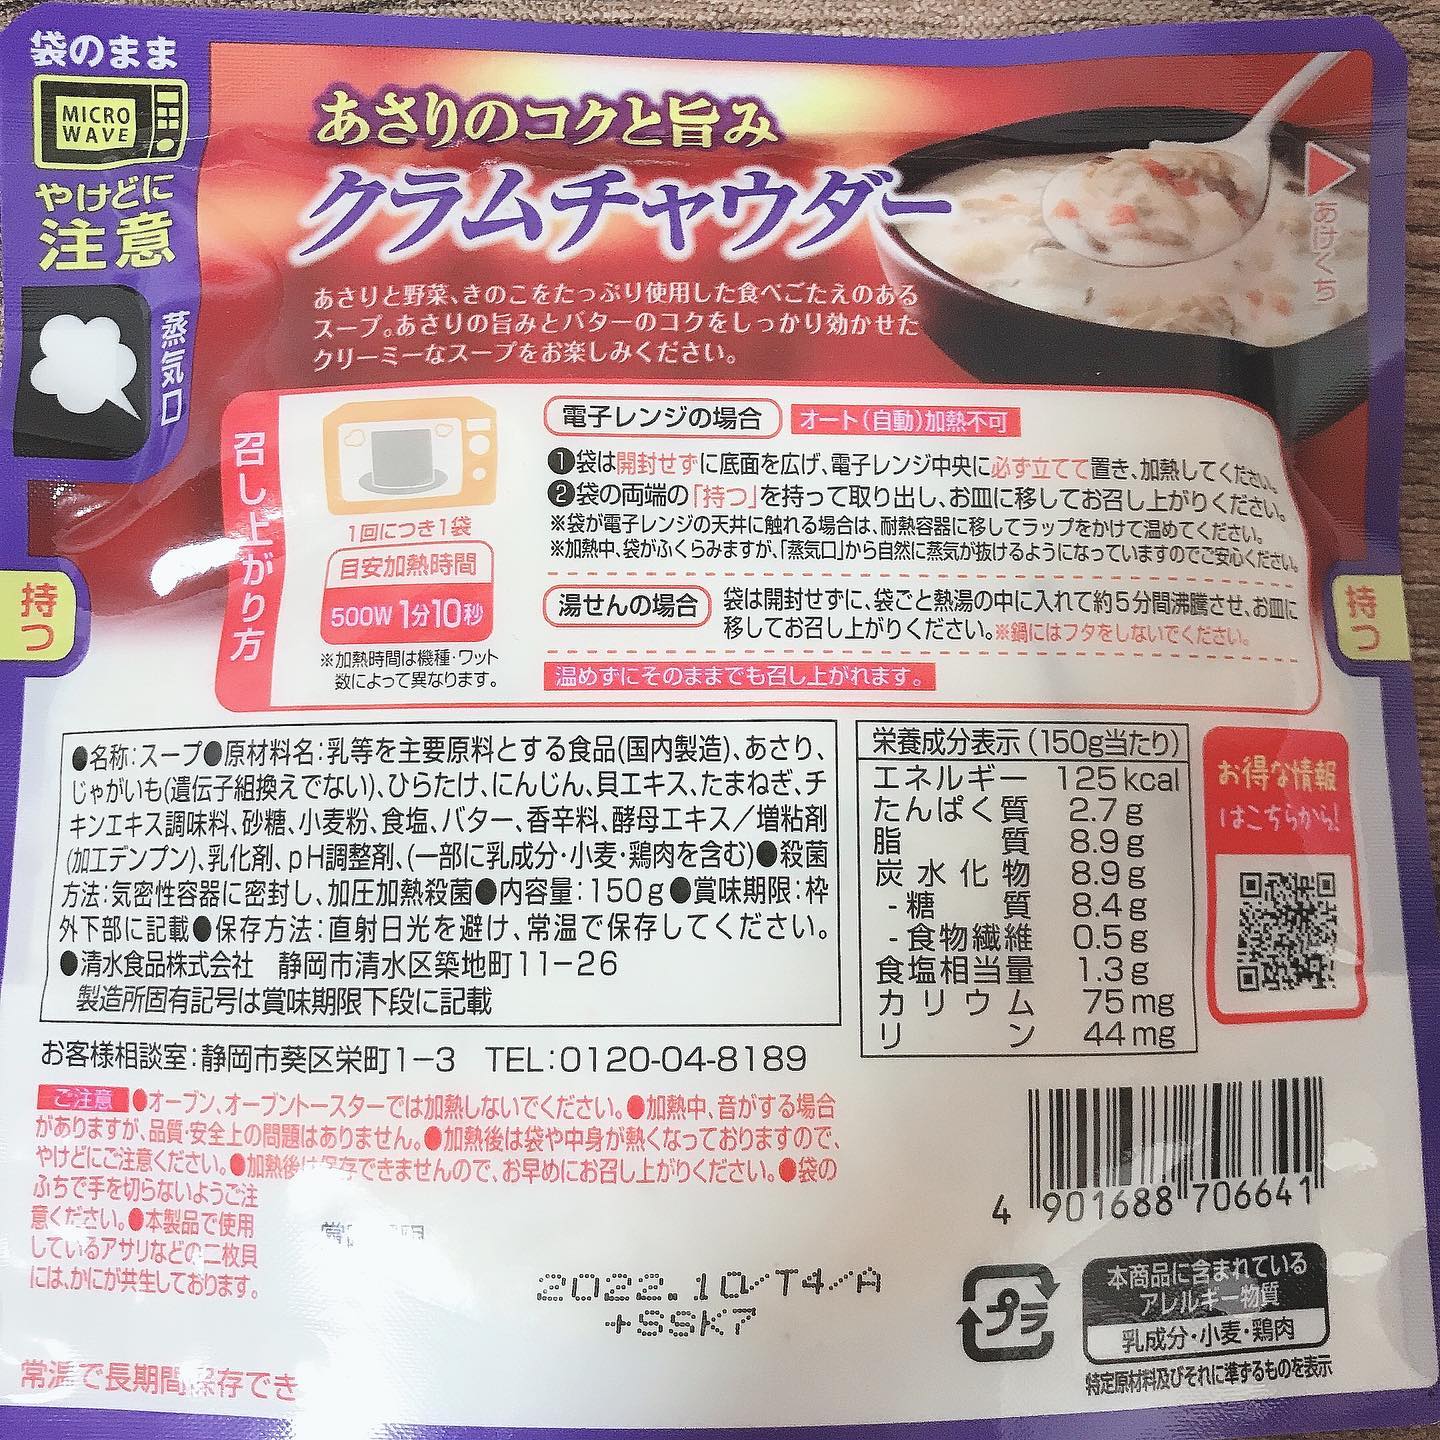 袋のまま
MICRO
WAVE
やけどに
注意
蒸気口
あさりのコクと旨み
クラムチャウダー
あさりと野菜、きのこをたっぷり使用した食べごたえのある
スープ。あさりの旨みとバターのコクをしっかり効かせた
クリーミーなスープをお楽しみください。
あけくち
召し上がり方
1回につき1袋
目安加熱時間
500W 1分10秒
※加熱時間は機種・ワット
数によって異なります。
電子レンジの場合 オート(自動)加熱不可
❶袋は開封せずに底面を広げ、電子レンジ中央に必ず立てて置き、加熱してください。
❷袋の両端の「持つ」を持って取り出し、お皿に移してお召し上がりください。
※袋が電子レンジの天井に触れる場合は、耐熱容器に移してラップをかけて温めてください。
※加熱中、袋がふくらみますが、「蒸気口」から自然に蒸気が抜けるようになっていますのでご安心ください。
湯せんの場合 袋は開封せずに、袋ごと熱湯の中に入れて約5分間沸騰させ、お皿に
移してお召し上がりください。※鍋にはフタをしないでください。
温めずにそのままでも召し上がれます。
持つ
持つ
●名称:スープ●原材料名:乳等を主要原料とする食品(国内製造)、あさり、
じゃがいも(遺伝子組換えでない)、ひらたけ、にんじん、貝エキス、たまねぎ、チ
キンエキス調味料、砂糖、小麦粉、食塩、バター、香辛料、酵母エキス/増粘剤
(加工デンプン)、乳化剤、pH調整剤、(一部に乳成分・小麦・鶏肉を含む)●殺菌
方法:気密性容器に密封し、加圧加熱殺菌●内容量:150g●賞味期限:枠
外下部に記載●保存方法:直射日光を避け、常温で保存してください。
●清水食品株式会社 静岡市清水区築地町11-26
製造所固有記号は賞味期限下段に記載
栄養成分表示(150g当たり)
エネルギー 125kcal
たんぱく質 2.7g
脂質 8.9g
炭水化物 8.9g
-糖質 8.4g
-食物繊維 0.5g
食塩相当量 1.3g
カリウム 75mg
リン 44mg
お得な情報
はこちらから!
お客様相談室:静岡市葵区栄町1-3 TEL:0120-04-8189
ご注意 ●オーブン、オーブントースターでは加熱しないでください。●加熱中、音がする場合
がありますが、品質・安全上の問題はありません。●加熱後は袋や中身が熱くなっておりますので、
やけどにご注意ください。●加熱後は保存できませんので、お早めにお召し上がりください。●袋の
ふちで手を切らないようご注
意ください。●本製品で使用
しているアサリなどの二枚貝
には、かにが共生しております。
2022.10/T4/A
+SSK7
常温で長期間保存でき
4 901688 706641
プラ
本商品に含まれている
アレルギー物質
乳成分・小麦・鶏肉
特定原材料及びそれに準ずるものを表示